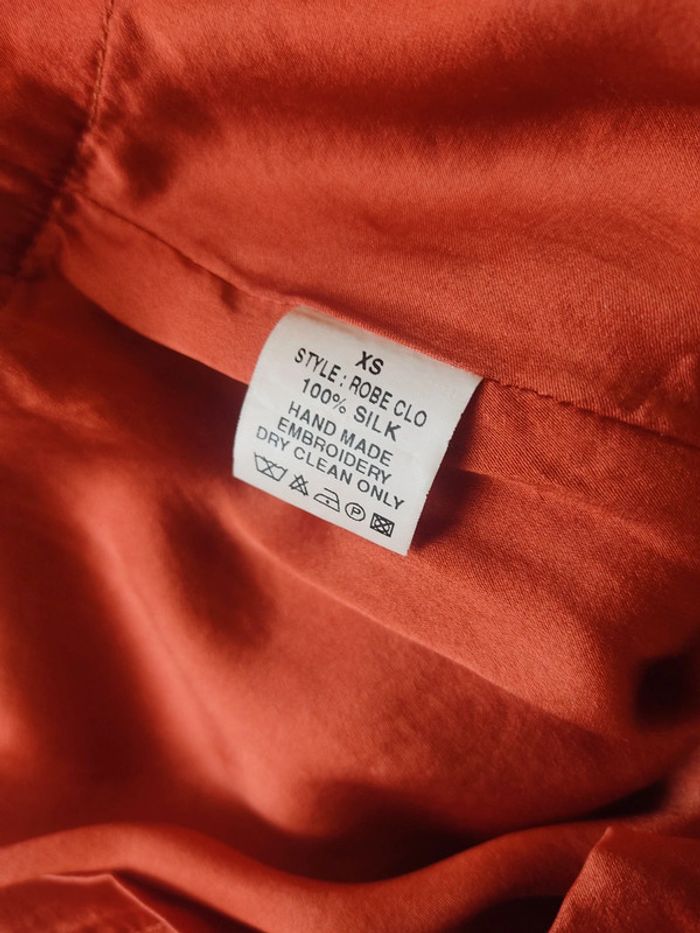 XS
STYLE : ROBE CLO
100% SILK
HAND MADE
EMBROIDERY
DRY CLEAN ONLY
P